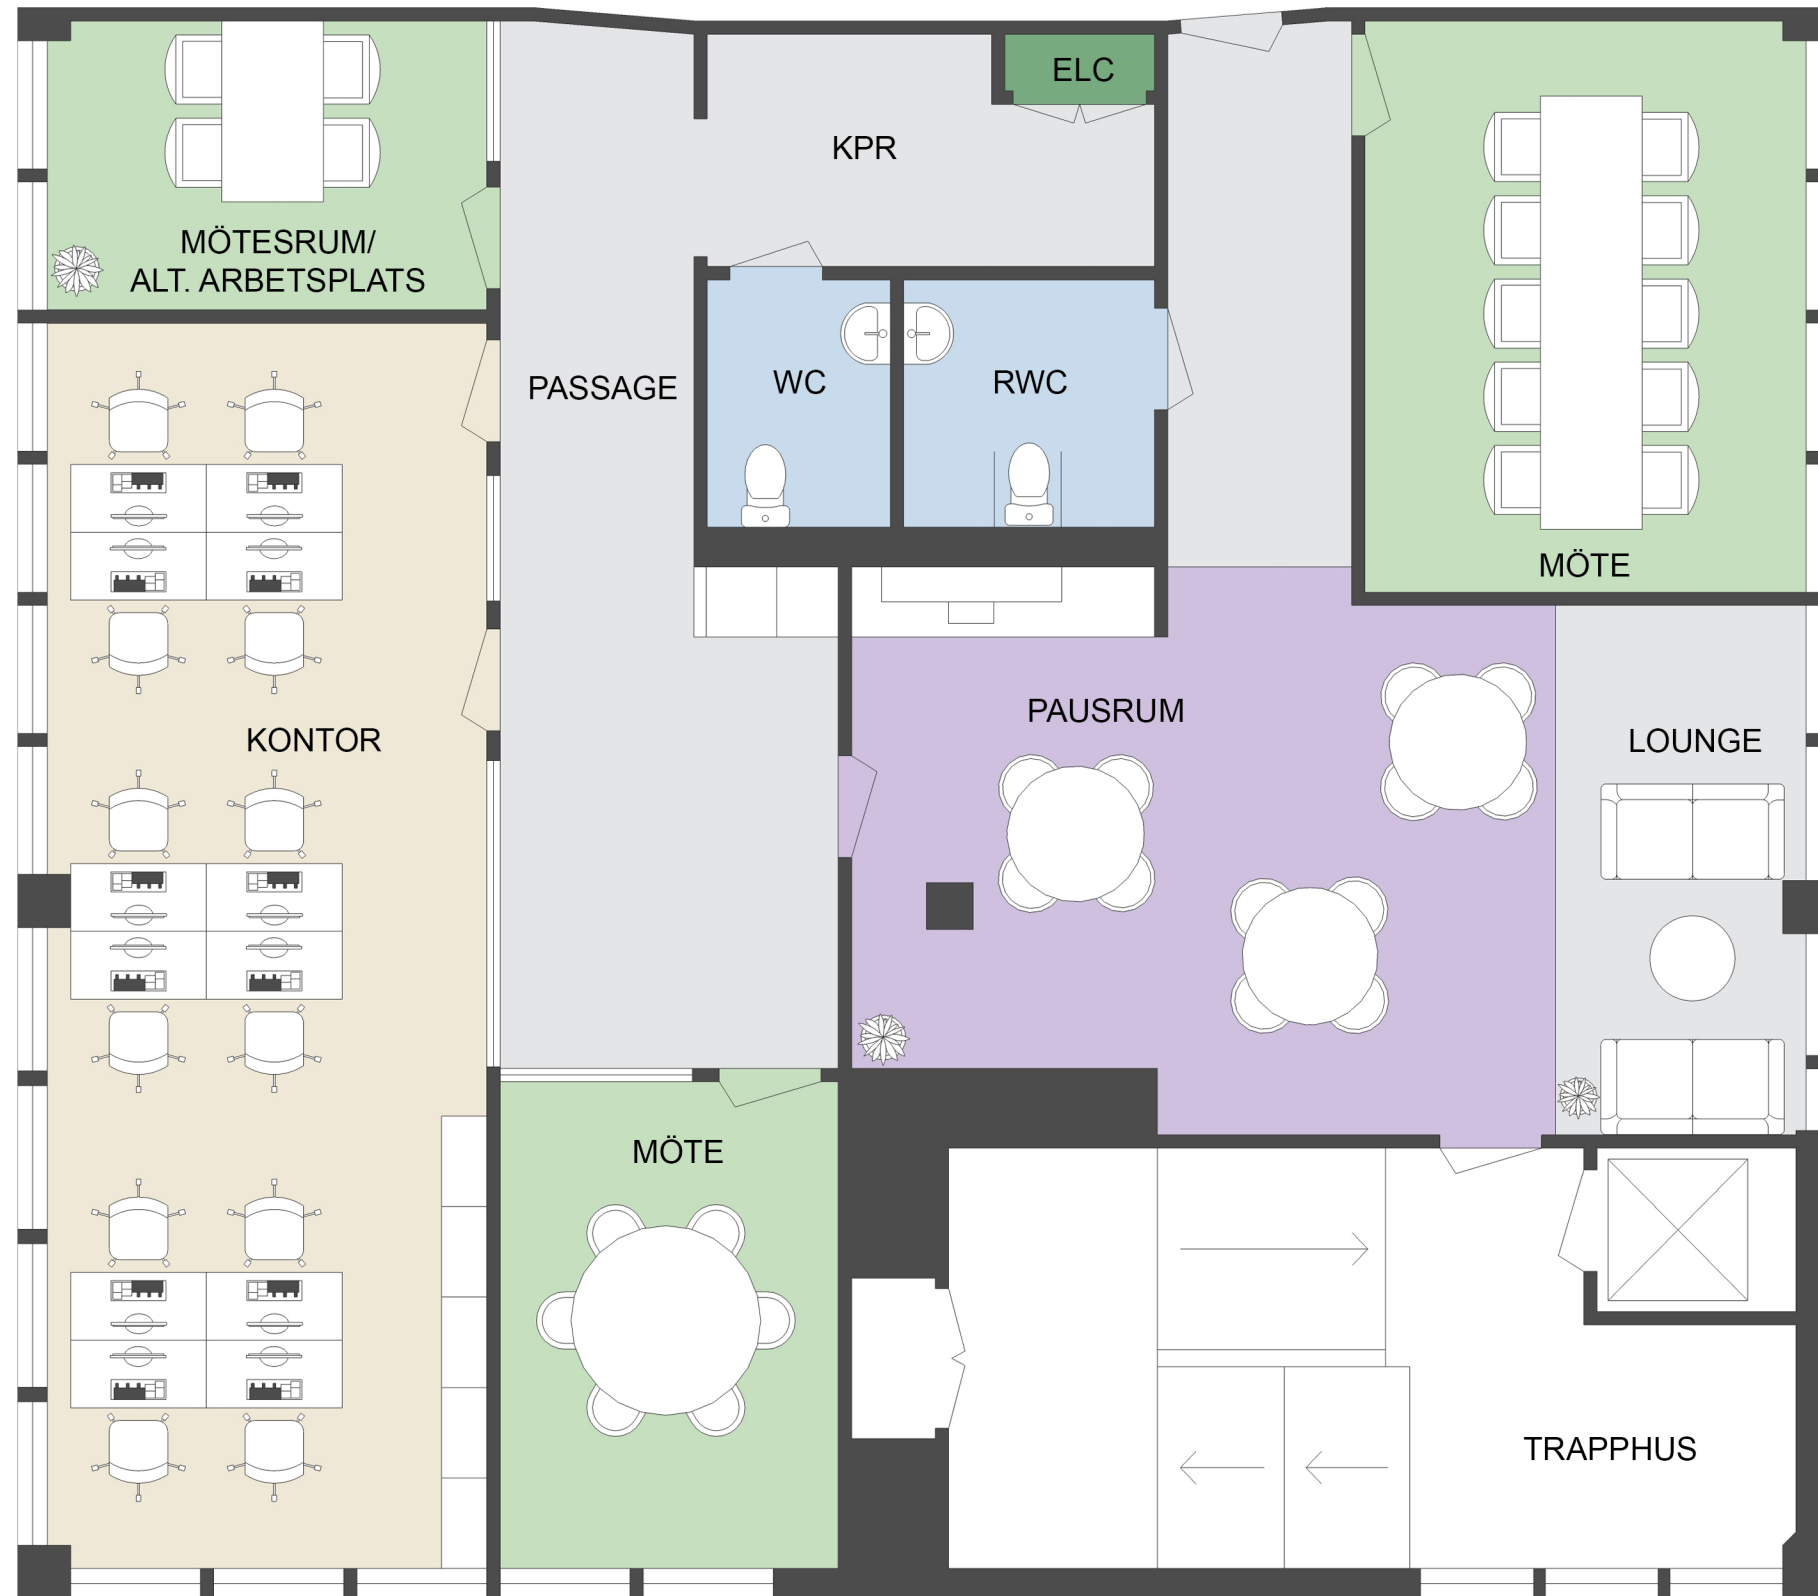 ELC
KPR
MÖTESRUM/
ALT. ARBETSPLATS
PASSAGE
WC
RWC
MÖTE
KONTOR
PAUSRUM
LOUNGE
MÖTE
TRAPPHUS